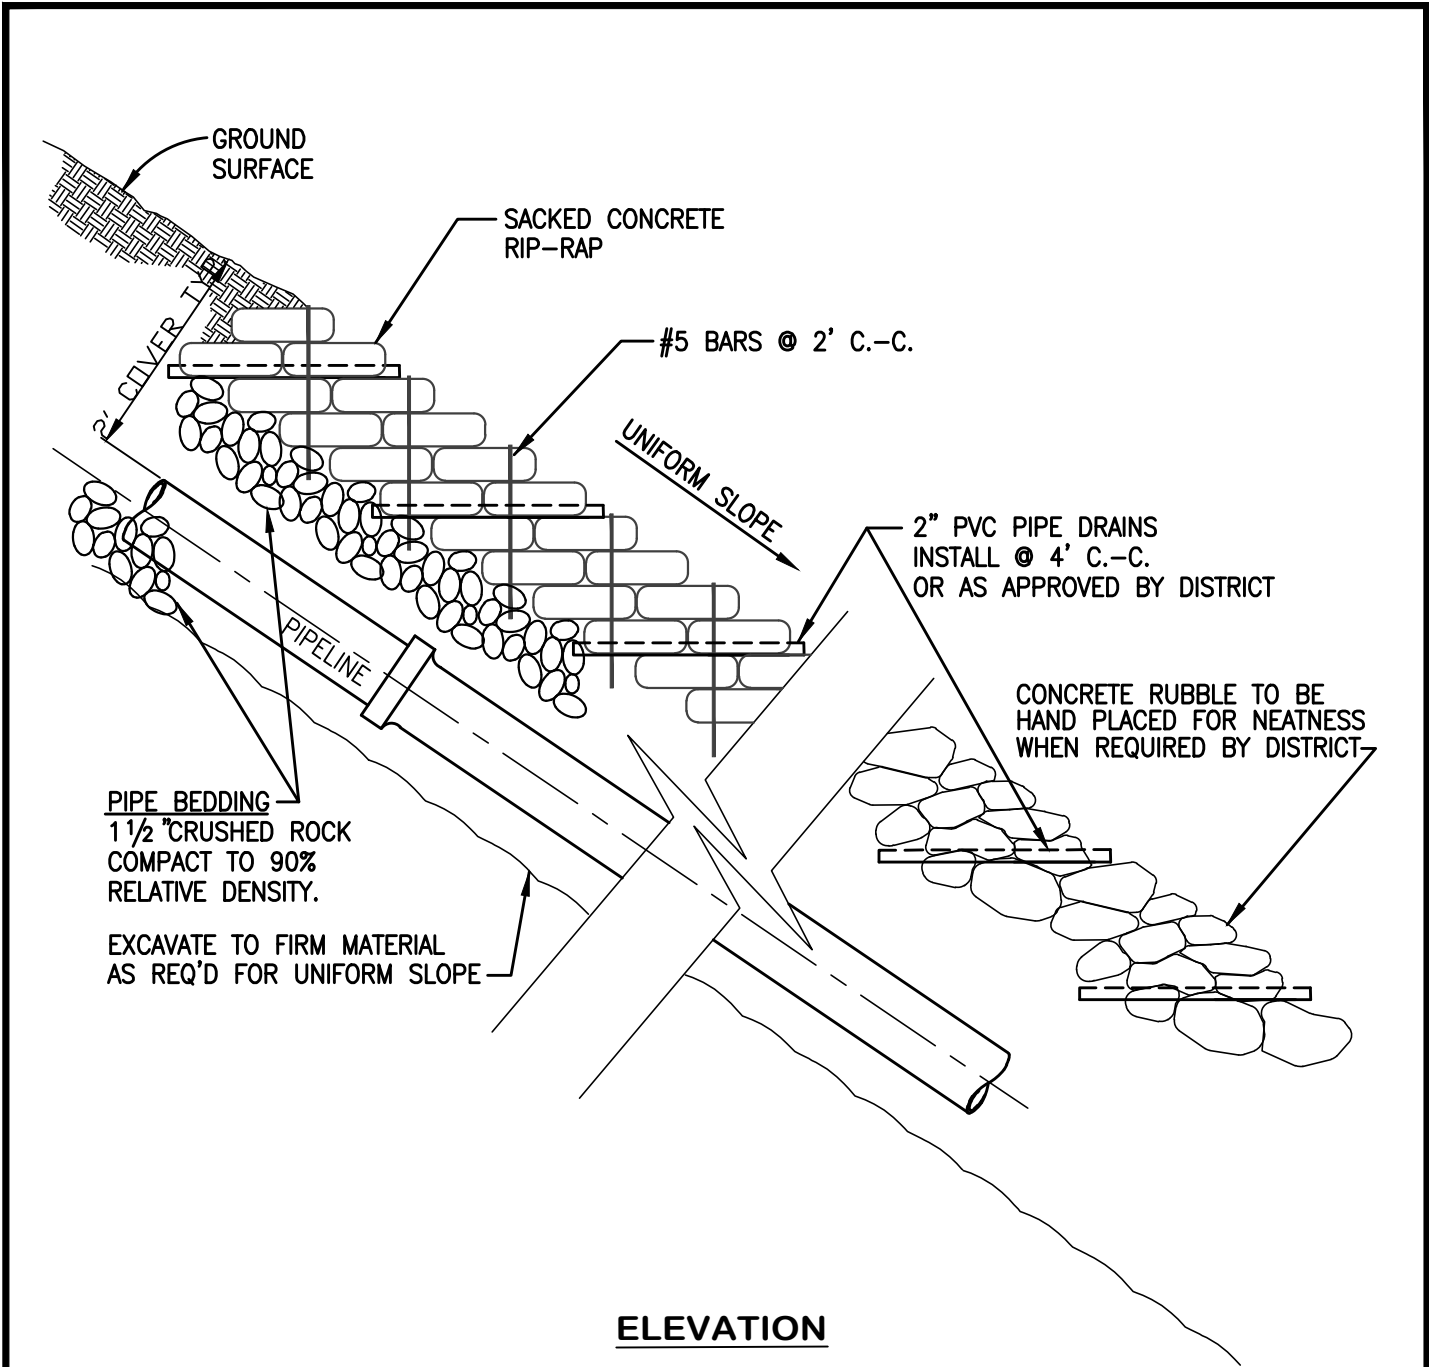 GROUND
SURFACE
SACKED CONCRETE
RIP-RAP
#5 BARS @ 2' C.-C.
2' COVER TYP
UNIFORM SLOPE
2" PVC PIPE DRAINS
INSTALL @ 4' C.-C.
OR AS APPROVED BY DISTRICT
PIPELINE
CONCRETE RUBBLE TO BE
HAND PLACED FOR NEATNESS
WHEN REQUIRED BY DISTRICT
PIPE BEDDING
1 1/2 "CRUSHED ROCK
COMPACT TO 90%
RELATIVE DENSITY.
EXCAVATE TO FIRM MATERIAL
AS REQ'D FOR UNIFORM SLOPE
ELEVATION